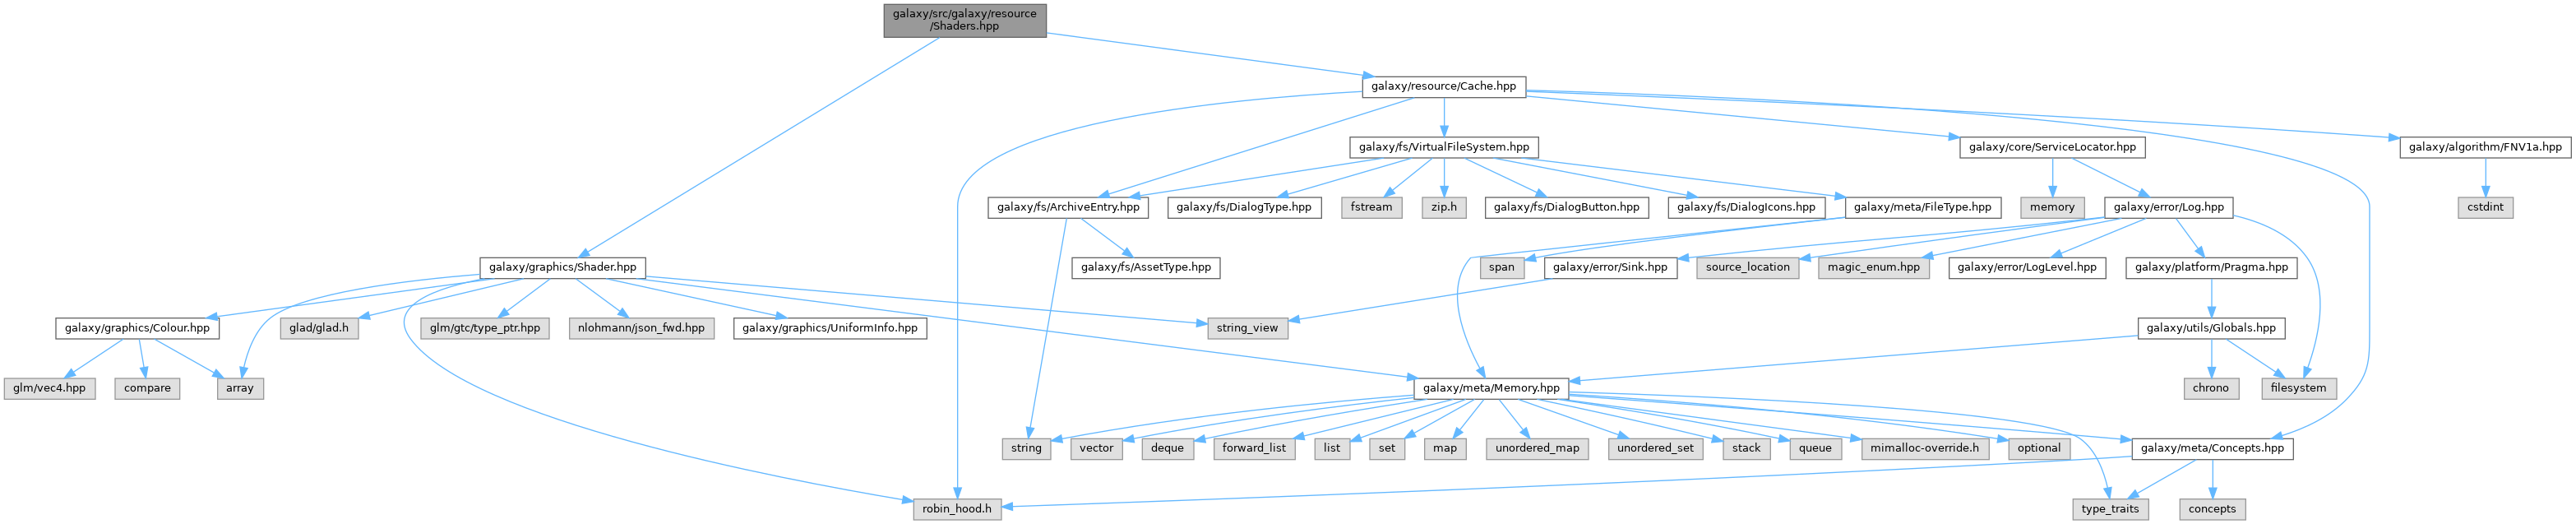 galaxy/src/galaxy/resource
/Shaders.hpp
galaxy/resource/Cache.hpp
galaxy/fs/VirtualFileSystem.hpp
galaxy/core/ServiceLocator.hpp
galaxy/algorithm/FNV1a.hpp
galaxy/fs/ArchiveEntry.hpp
galaxy/fs/DialogType.hpp
fstream
zip.h
galaxy/fs/DialogButton.hpp
galaxy/fs/DialogIcons.hpp
galaxy/meta/FileType.hpp
memory
galaxy/error/Log.hpp
cstdint
galaxy/graphics/Shader.hpp
galaxy/fs/AssetType.hpp
span
galaxy/error/Sink.hpp
source_location
magic_enum.hpp
galaxy/error/LogLevel.hpp
galaxy/platform/Pragma.hpp
galaxy/graphics/Colour.hpp
glad/glad.h
glm/gtc/type_ptr.hpp
nlohmann/json_fwd.hpp
galaxy/graphics/UniformInfo.hpp
string_view
galaxy/utils/Globals.hpp
glm/vec4.hpp
compare
array
galaxy/meta/Memory.hpp
chrono
filesystem
string
vector
deque
forward_list
list
set
map
unordered_map
unordered_set
stack
queue
mimalloc-override.h
optional
galaxy/meta/Concepts.hpp
robin_hood.h
type_traits
concepts